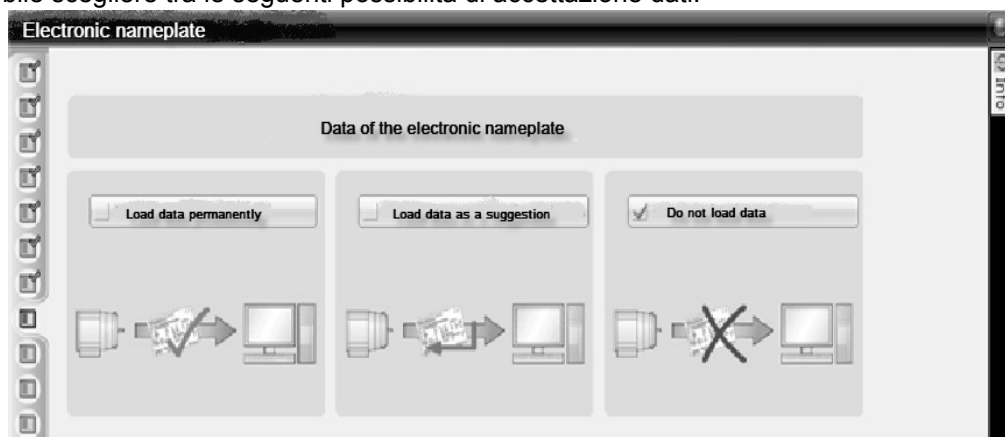 bile scegliere tra le seguenti possibilità di accettazione dati:
Electronic nameplate
Info
Data of the electronic nameplate
Load data permanently
Load data as a suggestion
Do not load data